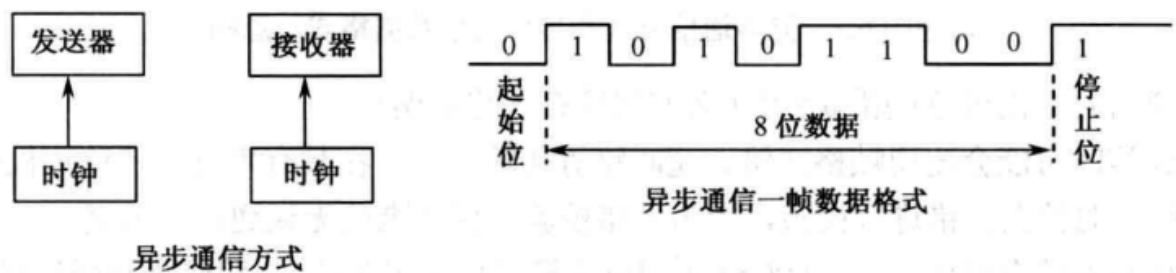 发送器
接收器
时钟
时钟
异步通信方式
0 1 0 1 0 1 1 0 0 1
起始位
8位数据
停止位
异步通信一帧数据格式